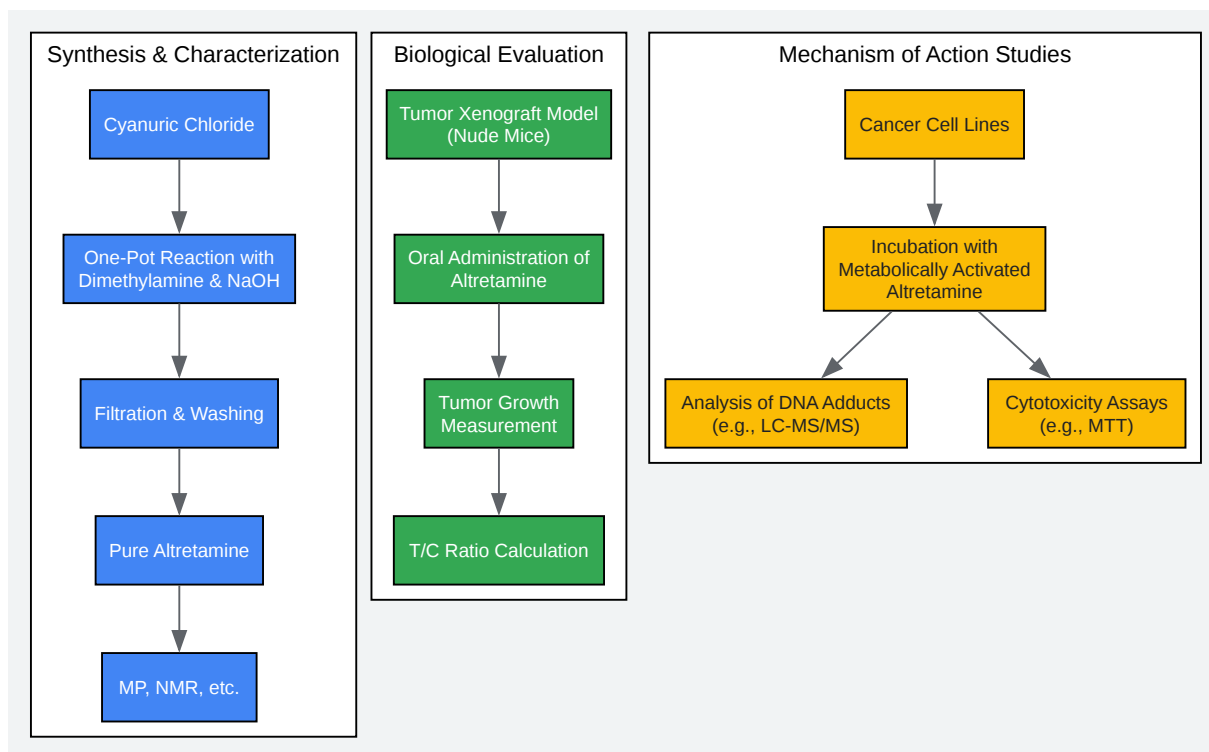 Synthesis & Characterization
Cyanuric Chloride
One-Pot Reaction with
Dimethylamine & NaOH
Filtration & Washing
Pure Altretamine
MP, NMR, etc.
Biological Evaluation
Tumor Xenograft Model
(Nude Mice)
Oral Administration of
Altretamine
Tumor Growth
Measurement
T/C Ratio Calculation
Mechanism of Action Studies
Cancer Cell Lines
Incubation with
Metabolically Activated
Altretamine
Analysis of DNA Adducts
(e.g., LC-MS/MS)
Cytotoxicity Assays
(e.g., MTT)